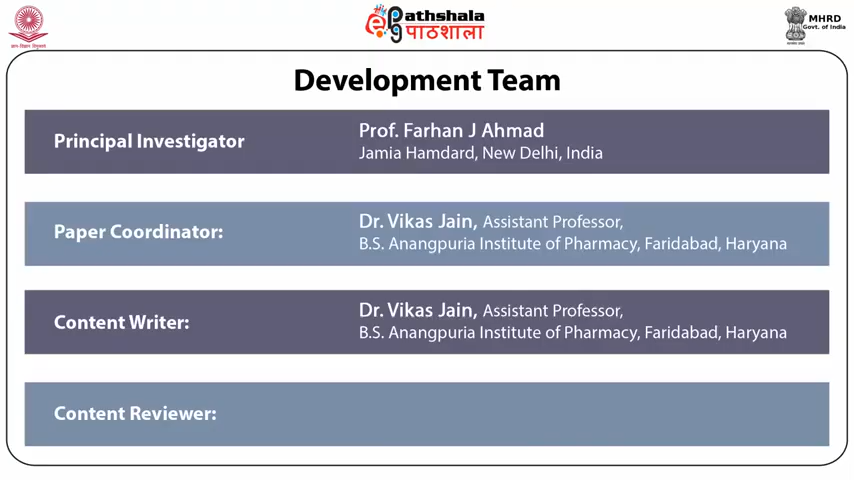 ePathshala
पाठशाला
MHRD
Govt. of India
Development Team
Principal Investigator
Prof. Farhan J Ahmad
Jamia Hamdard, New Delhi, India
Paper Coordinator:
Dr. Vikas Jain, Assistant Professor,
B.S. Anangpuria Institute of Pharmacy, Faridabad, Haryana
Content Writer:
Dr. Vikas Jain, Assistant Professor,
B.S. Anangpuria Institute of Pharmacy, Faridabad, Haryana
Content Reviewer: